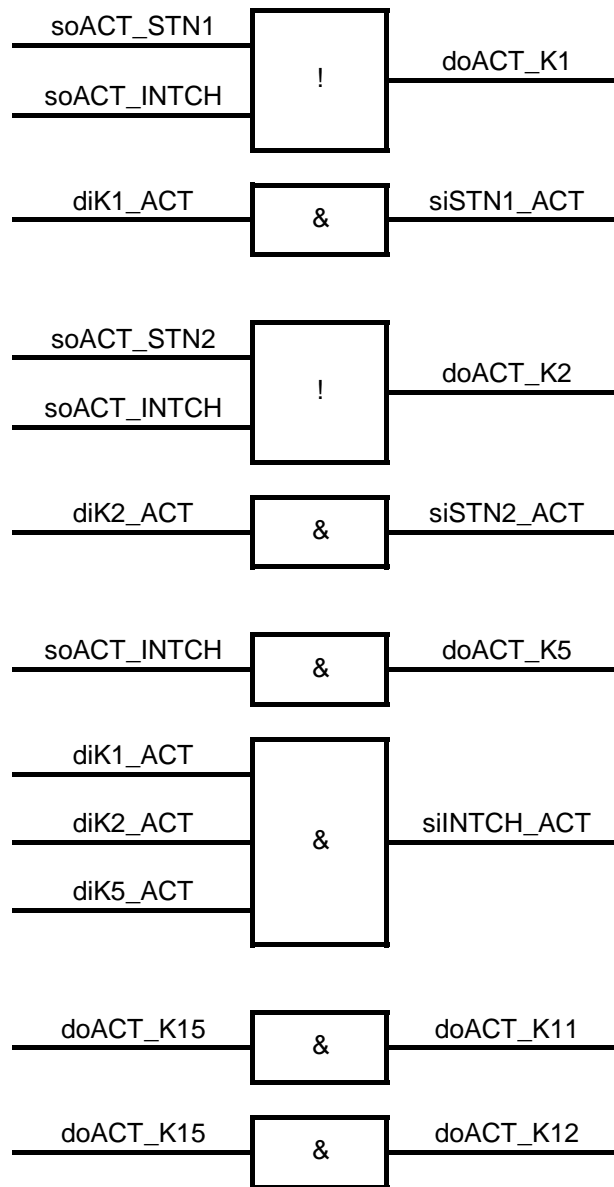 soACT_STN1
soACT_INTCH
!
doACT_K1
diK1_ACT
&
siSTN1_ACT
soACT_STN2
soACT_INTCH
!
doACT_K2
diK2_ACT
&
siSTN2_ACT
soACT_INTCH
&
doACT_K5
diK1_ACT
diK2_ACT
diK5_ACT
&
siINTCH_ACT
doACT_K15
&
doACT_K11
doACT_K15
&
doACT_K12